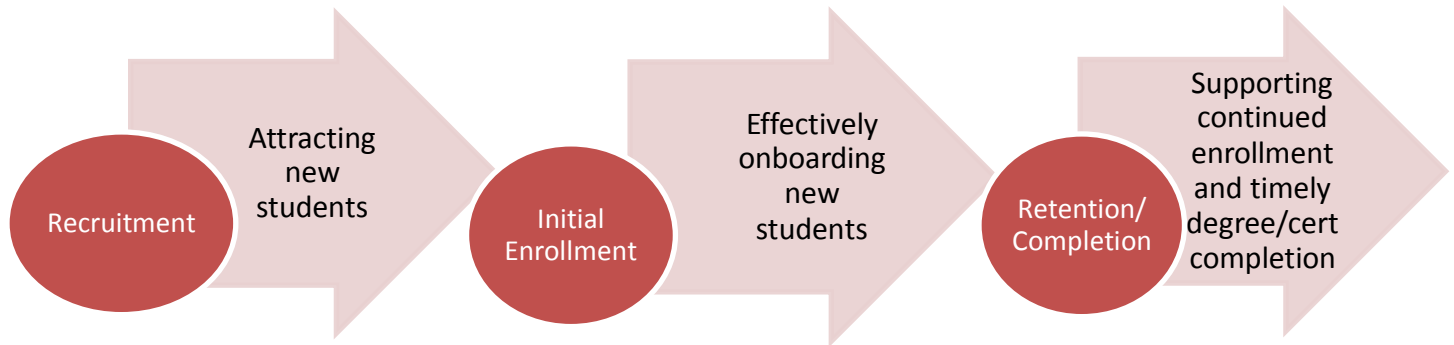 Recruitment
Attracting
new
students
Initial
Enrollment
Effectively
onboarding
new
students
Retention/
Completion
Supporting
continued
enrollment
and timely
degree/cert
completion